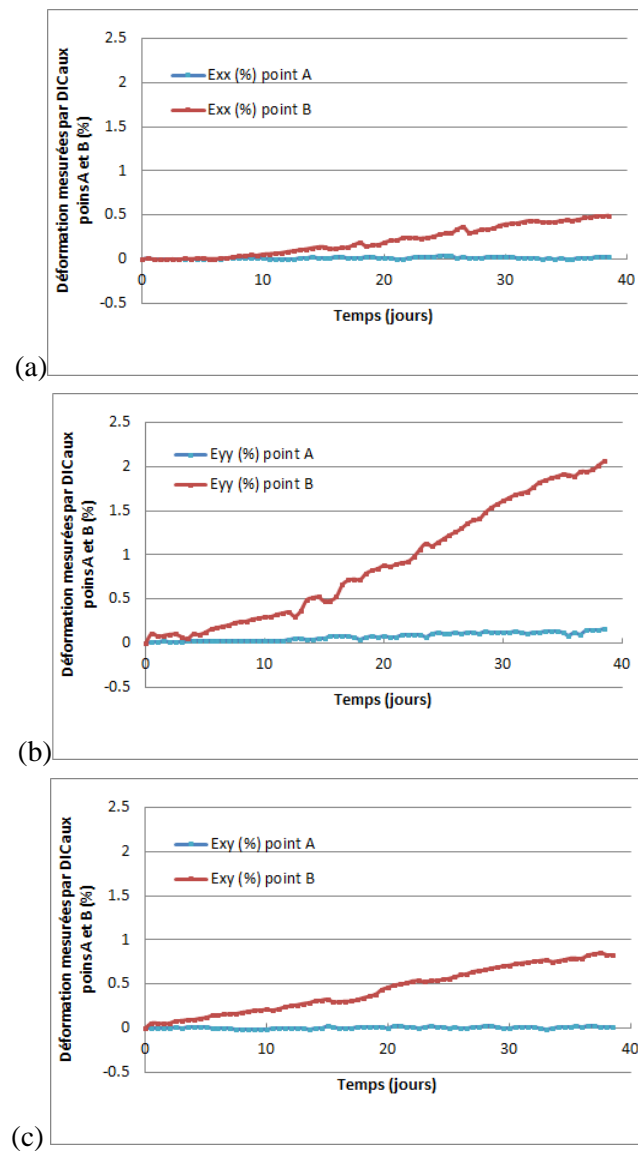 2.5
2
1.5
1
0.5
0
-0.5
Exx (%) point A
Exx (%) point B
0 10 20 30 40
Temps (jours)
Déformation mesurées par DICaux
poinsA et B (%)
(a)
2.5
2
1.5
1
0.5
0
-0.5
Eyy (%) point A
Eyy (%) point B
0 10 20 30 40
Temps (jours)
Déformation mesurées par DICaux
poinsA et B (%)
(b)
2.5
2
1.5
1
0.5
0
-0.5
Exy (%) point A
Exy (%) point B
0 10 20 30 40
Temps (jours)
Déformation mesurées par DICaux
poinsA et B (%)
(c)